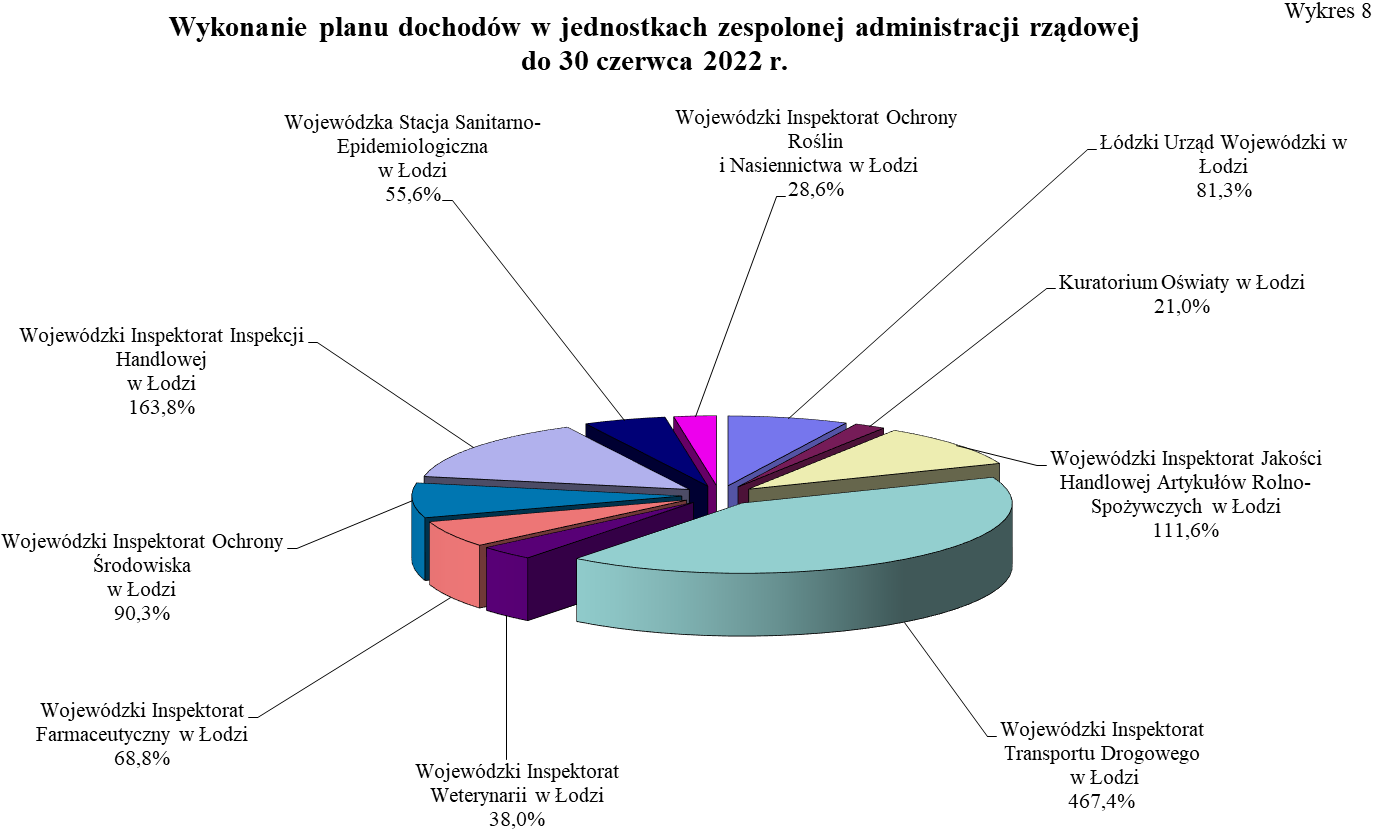 Wykres 8
Wykonanie planu dochodów w jednostkach zespolonej administracji rządowej
do 30 czerwca 2022 r.
Wojewódzka Stacja Sanitarno-
Epidemiologiczna
w Łodzi
55,6%
Wojewódzki Inspektorat Ochrony
Roślin
i Nasiennictwa w Łodzi
28,6%
Łódzki Urząd Wojewódzki w
Łodzi
81,3%
Kuratorium Oświaty w Łodzi
21,0%
Wojewódzki Inspektorat Inspekcji
Handlowej
w Łodzi
163,8%
Wojewódzki Inspektorat Jakości
Handlowej Artykułów Rolno-
Spożywczych w Łodzi
111,6%
Wojewódzki Inspektorat Ochrony
Środowiska
w Łodzi
90,3%
Wojewódzki Inspektorat
Farmaceutyczny w Łodzi
68,8%
Wojewódzki Inspektorat
Weterynarii w Łodzi
38,0%
Wojewódzki Inspektorat
Transportu Drogowego
w Łodzi
467,4%